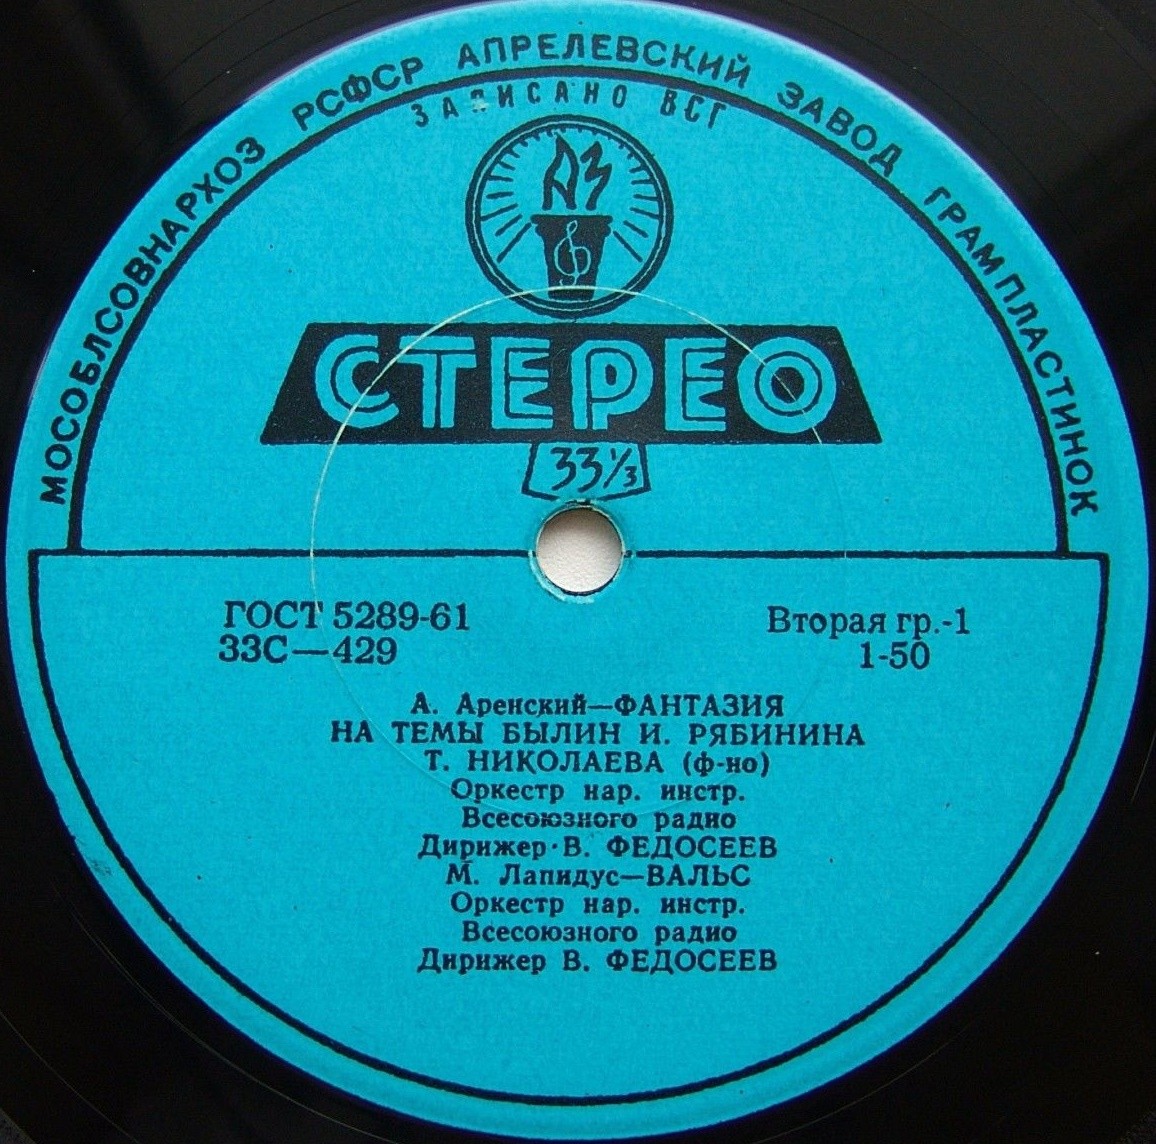 МОСОБЛСОВНАРХОЗ РСФСР АПРЕЛЕВСКИЙ ЗАВОД ГРАМПЛАСТИНОК
ЗАПИСАНО ВСГ
АЗ
СТЕРЕО
33⅓
ГОСТ 5289-61
Вторая гр.-1
33С—429
1-50
А. Аренский—ФАНТАЗИЯ
НА ТЕМЫ БЫЛИН И. РЯБИНИНА
Т. НИКОЛАЕВА (ф-но)
Оркестр нар. инстр.
Всесоюзного радио
Дирижер В. ФЕДОСЕЕВ
М. Лапидус—ВАЛЬС
Оркестр нар. инстр.
Всесоюзного радио
Дирижер В. ФЕДОСЕЕВ